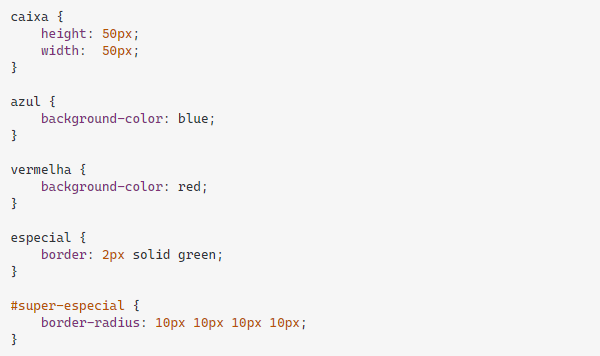 caixa {
    height: 50px;
    width:  50px;
}

azul {
    background-color: blue;
}

vermelha {
    background-color: red;
}

especial {
    border: 2px solid green;
}

#super-especial {
    border-radius: 10px 10px 10px 10px;
}